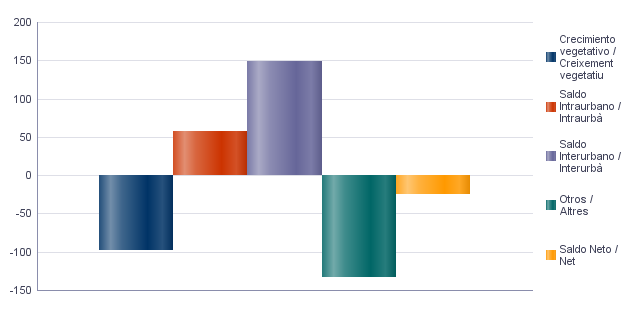 200
150
100
50
0
-50
-100
-150
Crecimiento
vegetativo /
Creixement
vegetatiu
Saldo
Intraurbano /
Intraurbà
Saldo
Interurbano /
Interurbà
Otros /
Altres
Saldo Neto /
Net